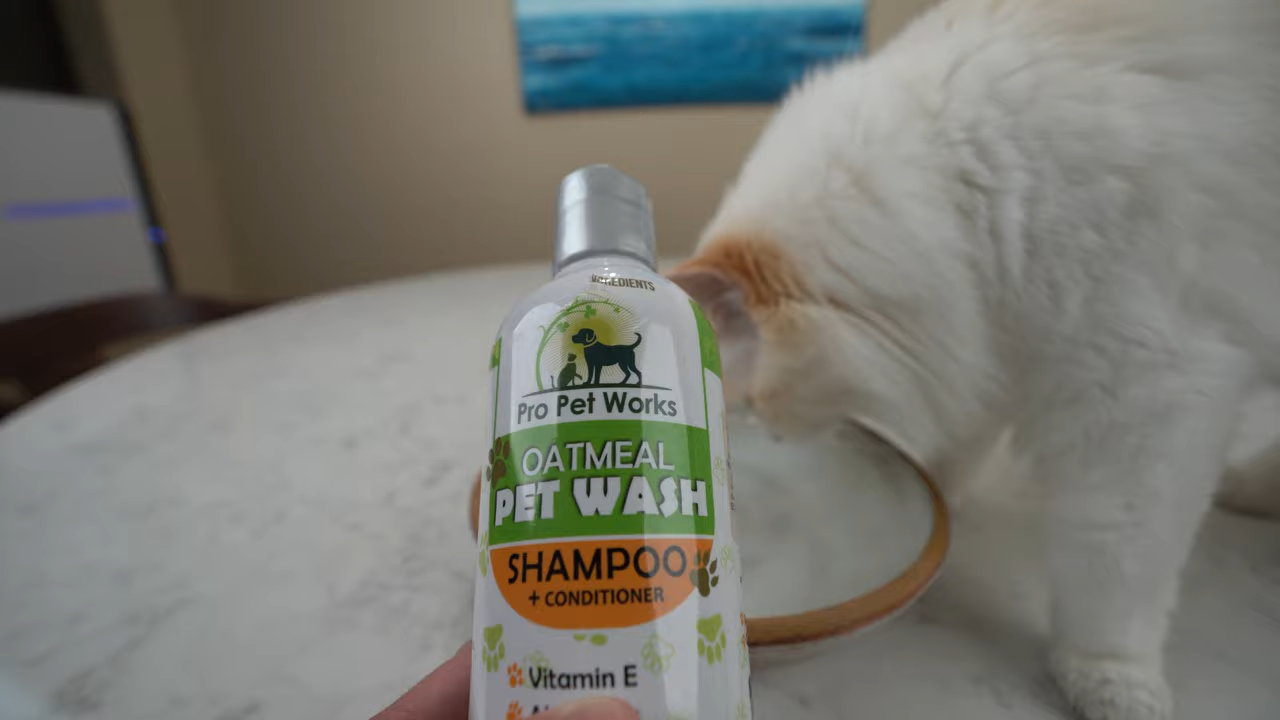 INGREDIENTS
Pro Pet Works
OATMEAL
PET WASH
SHAMPOO
+ CONDITIONER
Vitamin E